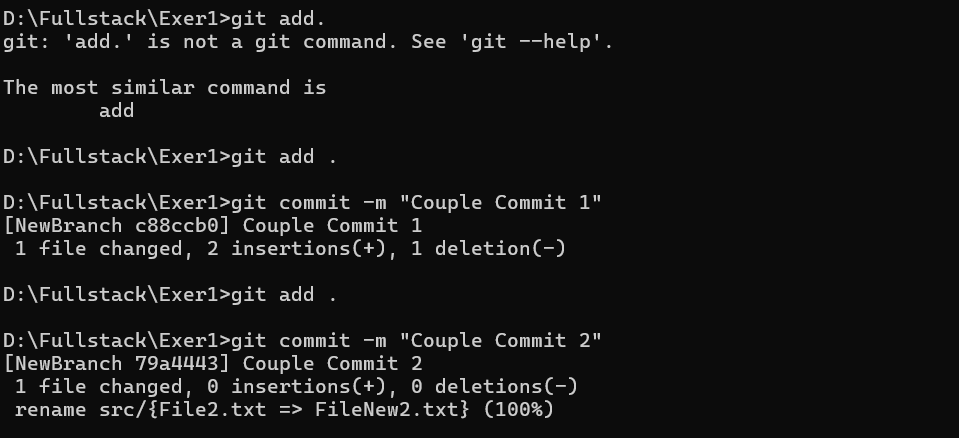 D:\Fullstack\Exer1>git add.
git: 'add.' is not a git command. See 'git --help'.
The most similar command is
add
D:\Fullstack\Exer1>git add .
D:\Fullstack\Exer1>git commit -m "Couple Commit 1"
[NewBranch c88ccb0] Couple Commit 1
1 file changed, 2 insertions(+), 1 deletion(-)
D:\Fullstack\Exer1>git add .
D:\Fullstack\Exer1>git commit -m "Couple Commit 2"
[NewBranch 79a4443] Couple Commit 2
1 file changed, 0 insertions(+), 0 deletions(-)
rename src/{File2.txt => FileNew2.txt} (100%)